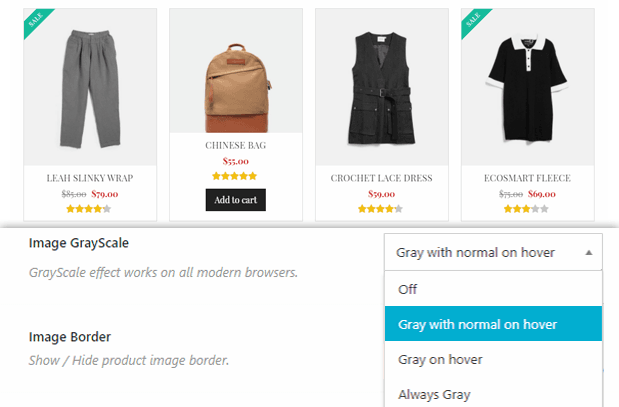 SALE
SALE
LEAH SLINKY WRAP
$85.00 $79.00
CHINESE BAG
$55.00
Add to cart
CROCHET LACE DRESS
$59.00
ECOSMART FLEECE
$75.00 $69.00
Image GrayScale
GrayScale effect works on all modern browsers.
Gray with normal on hover
Off
Gray with normal on hover
Gray on hover
Always Gray
Image Border
Show / Hide product image border.